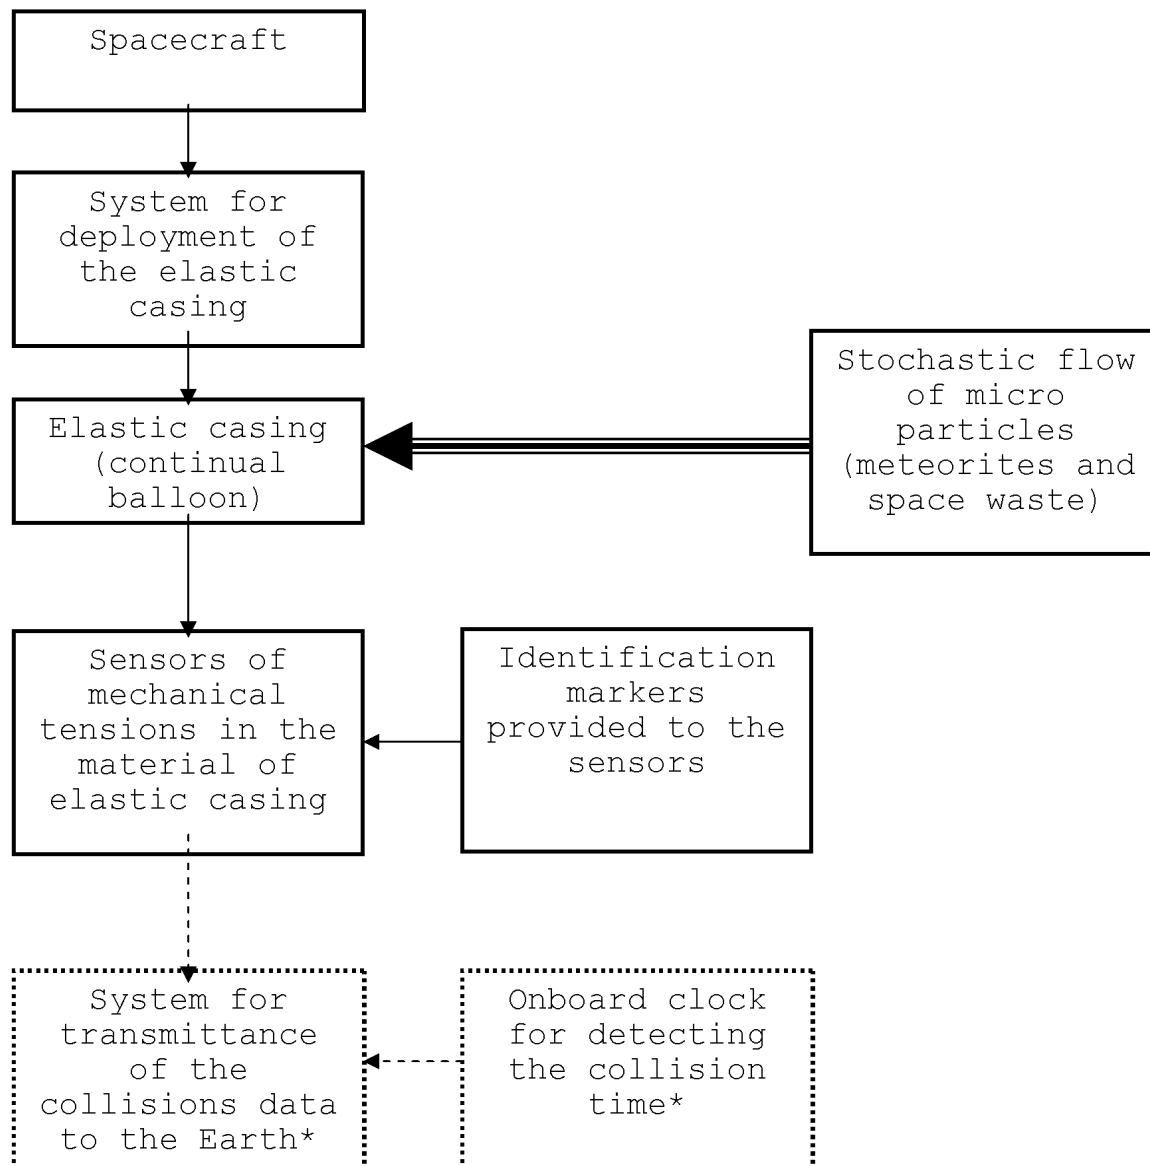 Spacecraft
System for
deployment of
the elastic
casing
Elastic casing
(continual
balloon)
Stochastic flow
of micro
particles
(meteorites and
space waste)
Sensors of
mechanical
tensions in the
material of
elastic casing
Identification
markers
provided to the
sensors
System for
transmittance
of the
collisions data
to the Earth*
Onboard clock
for detecting
the collision
time*